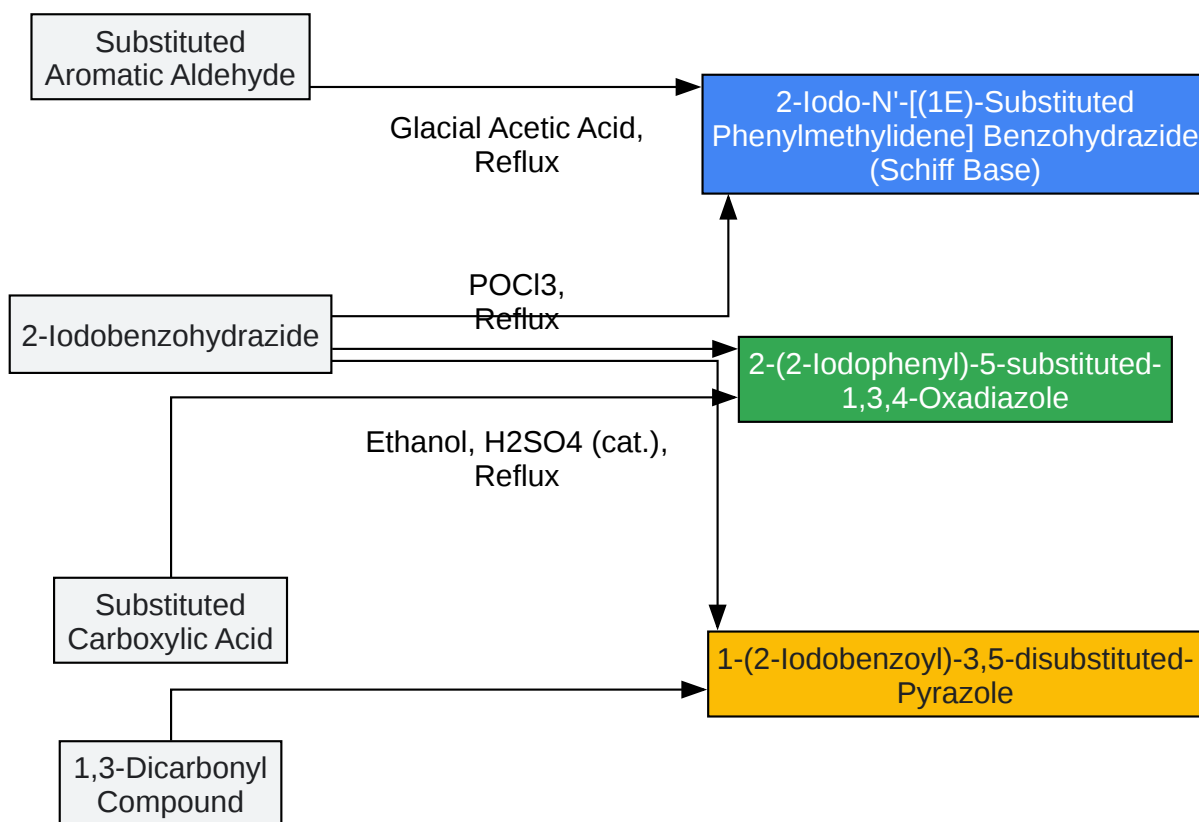 Substituted
Aromatic Aldehyde
2-Iodo-N'-[(1E)-Substituted
Phenylmethylidene] Benzohydrazide
(Schiff Base)
Glacial Acetic Acid,
Reflux
POCl3,
Reflux
2-Iodobenzohydrazide
2-(2-Iodophenyl)-5-substituted-
1,3,4-Oxadiazole
Ethanol, H2SO4 (cat.),
Reflux
Substituted
Carboxylic Acid
1-(2-Iodobenzoyl)-3,5-disubstituted-
Pyrazole
1,3-Dicarbonyl
Compound